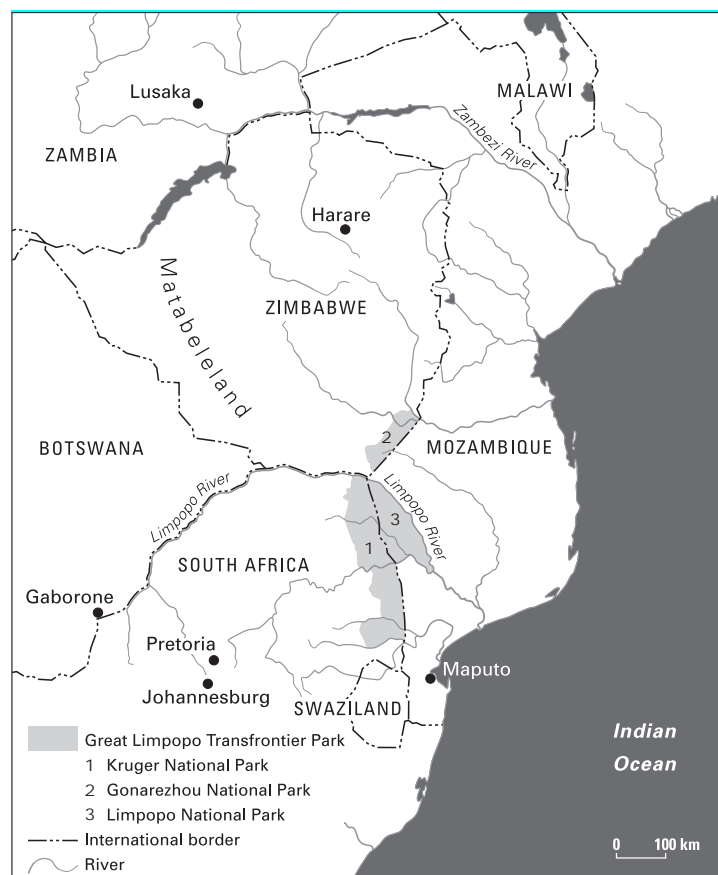 Lusaka
MALAWI
ZAMBIA
Zambezi River
Harare
Matabeleland
ZIMBABWE
2
BOTSWANA
MOZAMBIQUE
Limpopo River
Limpopo River
3
1
SOUTH AFRICA
Gaborone
Pretoria
Maputo
Johannesburg
SWAZILAND
Great Limpopo Transfrontier Park
1 Kruger National Park
2 Gonarezhou National Park
3 Limpopo National Park
International border
River
Indian
Ocean
0 100 km